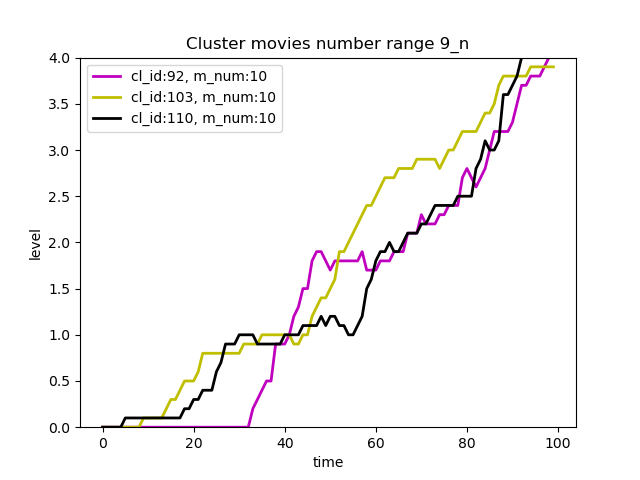 Cluster movies number range 9_n
cl_id:92, m_num:10
cl_id:103, m_num:10
cl_id:110, m_num:10
level
4.0
3.5
3.0
2.5
2.0
1.5
1.0
0.5
0.0
0 20 40 60 80 100
time